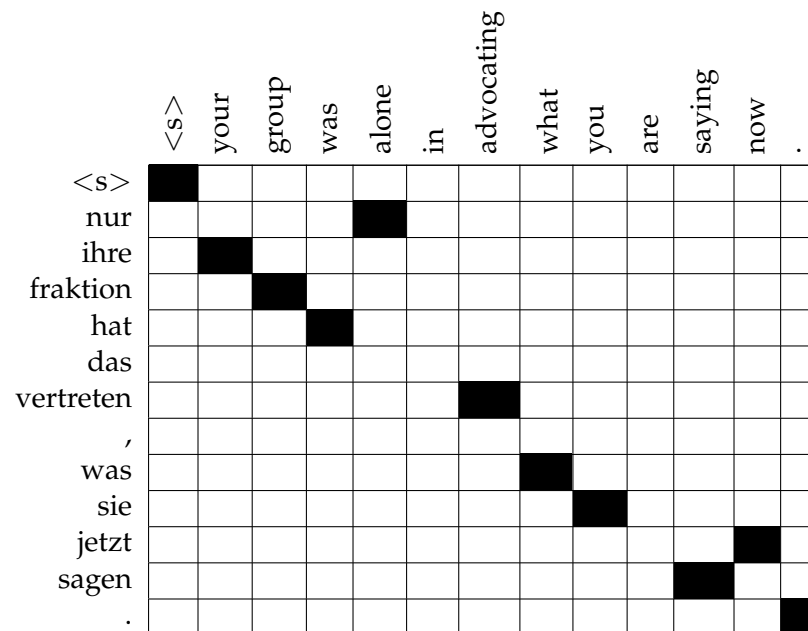 <s> your group was alone in advocating what you are saying now .
<s>
nur
ihre
fraktion
hat
das
vertreten
,
was
sie
jetzt
sagen
.